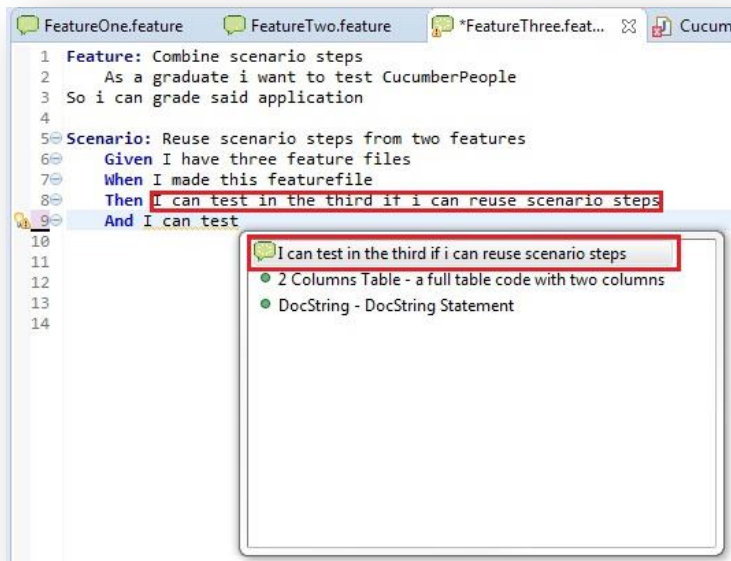 FeatureOne.feature FeatureTwo.feature *FeatureThree.feat... Cucum
1 Feature: Combine scenario steps
2 As a graduate i want to test CucumberPeople
3 So i can grade said application
4
5 Scenario: Reuse scenario steps from two features
6 Given I have three feature files
7 When I made this featurefile
8 Then I can test in the third if i can reuse scenario steps
9 And I can test
10
I can test in the third if i can reuse scenario steps
11
12
2 Columns Table - a full table code with two columns
13
DocString - DocString Statement
14